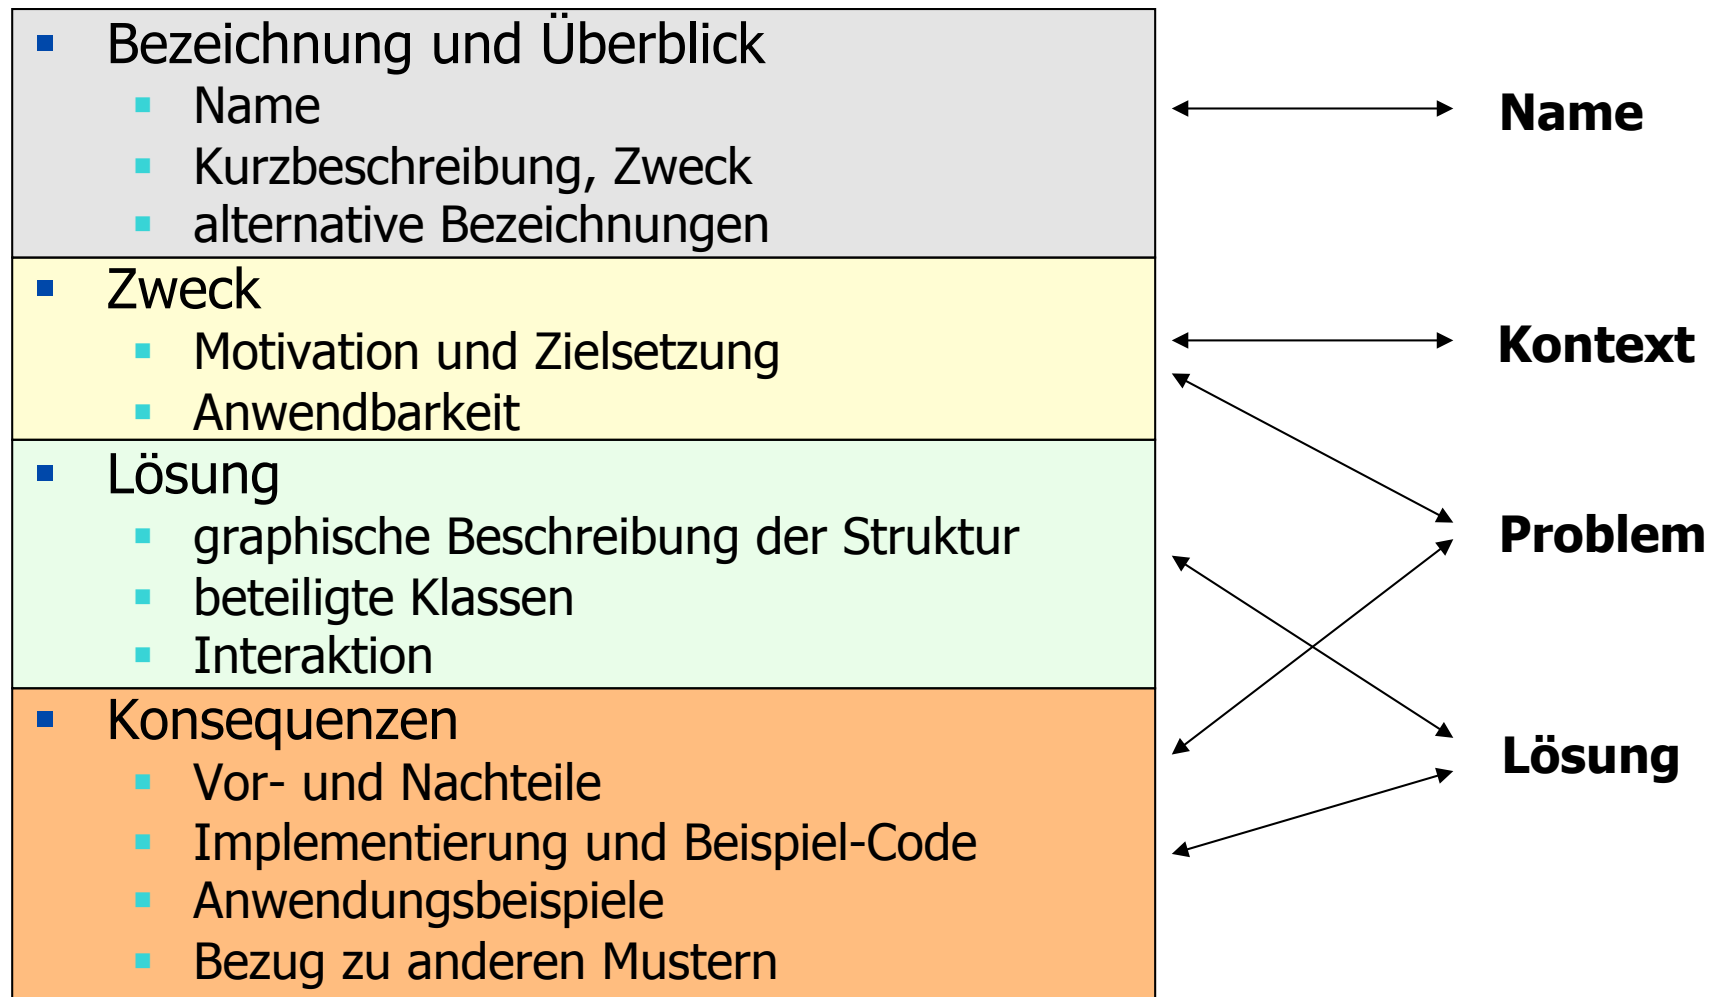 Bezeichnung und Überblick
Name
Kurzbeschreibung, Zweck
alternative Bezeichnungen
Zweck
Motivation und Zielsetzung
Anwendbarkeit
Lösung
graphische Beschreibung der Struktur
beteiligte Klassen
Interaktion
Konsequenzen
Vor- und Nachteile
Implementierung und Beispiel-Code
Anwendungsbeispiele
Bezug zu anderen Mustern
Name
Kontext
Problem
Lösung